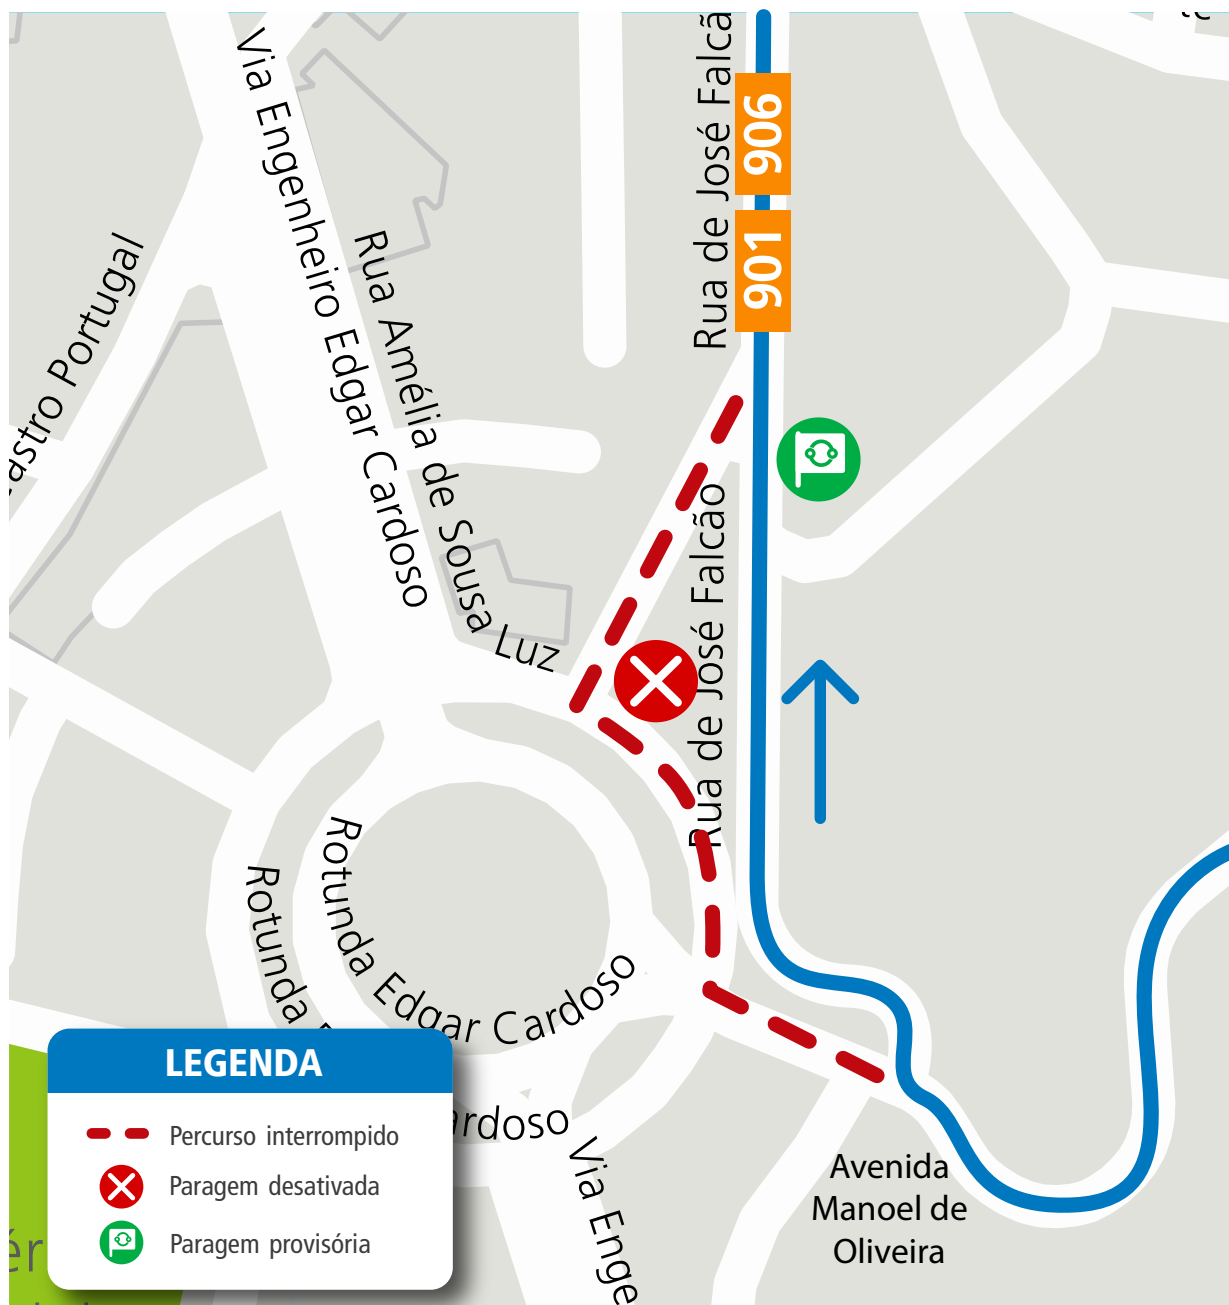 Via Engenheiro Edgar Cardoso
Rua de José Falcã
906
901
Rua Amélia de Sousa Luz
astro Portugal
Rua de José Falcão
Rotunda Edgar Cardoso
Rotunda
ardoso
Via Enge
Avenida
Manoel de
Oliveira
LEGENDA
Percurso interrompido
Paragem desativada
Paragem provisória
ér